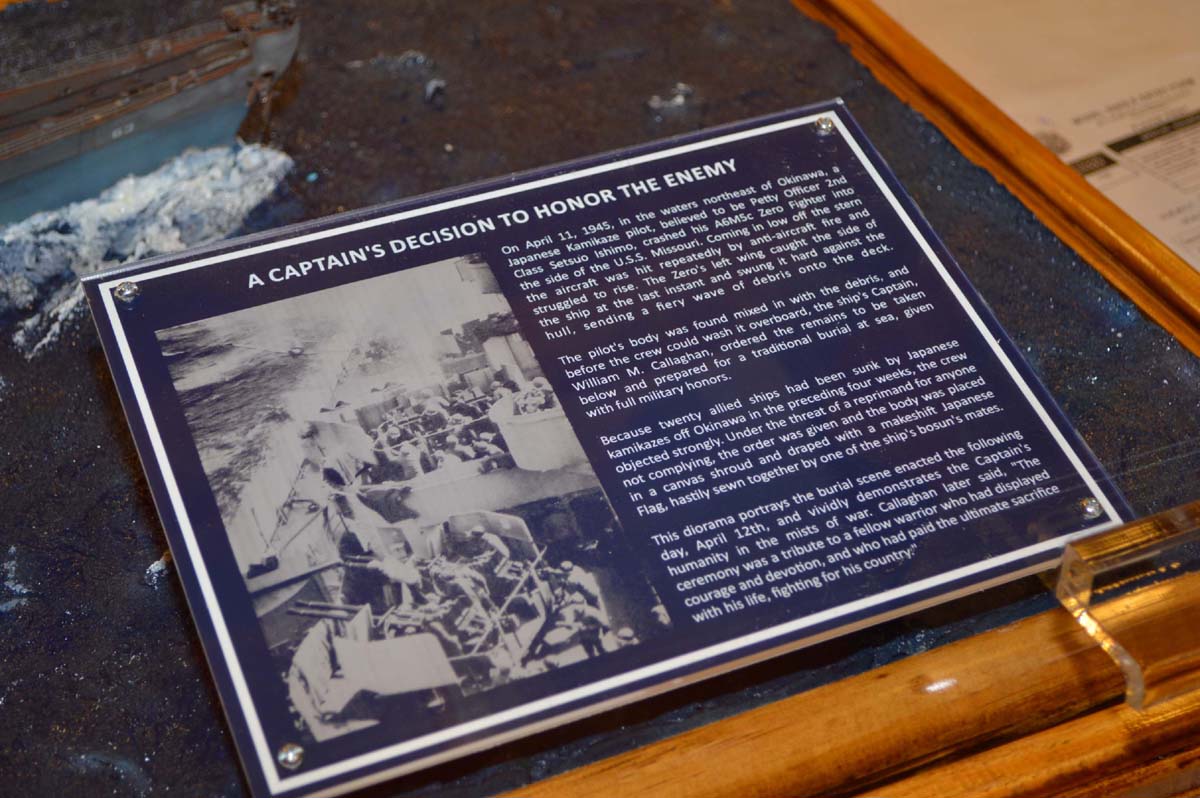 63
A CAPTAIN'S DECISION TO HONOR THE ENEMY
On April 11, 1945, in the waters northeast of Okinawa, a
Japanese Kamikaze pilot, believed to be Petty Officer 2nd
Class Setsuo Ishino, crashed his A6M5c Zero Fighter into
the side of the U.S.S. Missouri. Coming in low off the stern
the aircraft was hit repeatedly by anti-aircraft fire and
struggled to rise. The Zero's left wing caught the side of
the ship at the last instant and swung it hard against the
hull, sending a fiery wave of debris onto the deck.
The pilot's body was found mixed in with the debris, and
before the crew could wash it overboard, the ship's Captain,
William M. Callaghan, ordered the remains to be taken
below and prepared for a traditional burial at sea, given
with full military honors.
Because twenty allied ships had been sunk by Japanese
kamikazes off Okinawa in the preceding four weeks, the crew
objected strongly. Under the threat of a reprimand for anyone
not complying, the order was given and the body was placed
in a canvas shroud and draped with a makeshift Japanese
Flag, hastily sewn together by one of the ship's bosun's mates.
This diorama portrays the burial scene enacted the following
day, April 12th, and vividly demonstrates the Captain's
humanity in the mists of war. Callaghan later said, "The
ceremony was a tribute to a fellow warrior who had displayed
courage and devotion, and who had paid the ultimate sacrifice
with his life, fighting for his country."